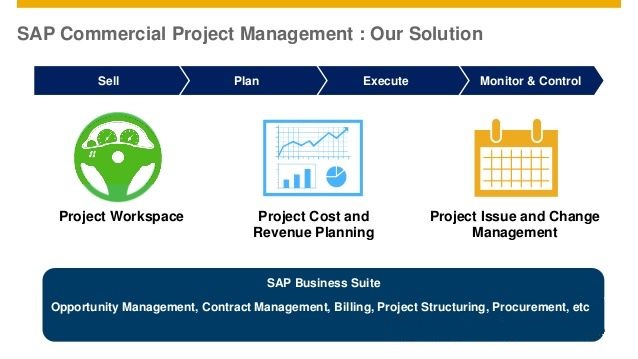 SAP Commercial Project Management : Our Solution
Sell
Plan
Execute
Monitor & Control
Project Workspace
Project Cost and
Revenue Planning
Project Issue and Change
Management
SAP Business Suite
Opportunity Management, Contract Management, Billing, Project Structuring, Procurement, etc